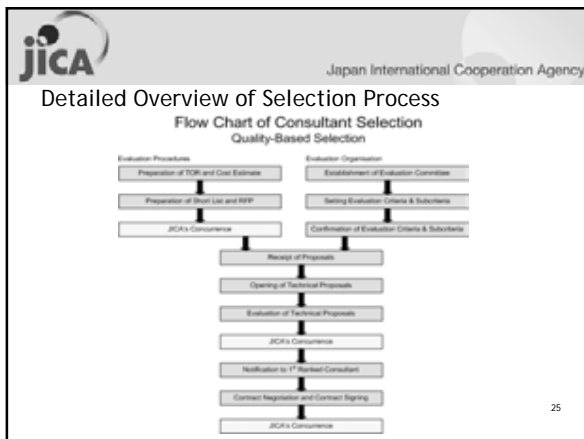 JICA
Japan International Cooperation Agency
Detailed Overview of Selection Process
Flow Chart of Consultant Selection
Quality-Based Selection
Evaluation Procedures
Preparation of TOR and Cost Estimate
Preparation of Short List and RFP
JICA's Concurrence
Evaluation Organisation
Establishment of Evaluation Committee
Setting Evaluation Criteria & Subcriteria
Confirmation of Evaluation Criteria & Subcriteria
Receipt of Proposals
Opening of Technical Proposals
Evaluation of Technical Proposals
JICA's Concurrence
Notification to 1st Ranked Consultant
Contract Negotiation and Contract Signing
JICA's Concurrence
25